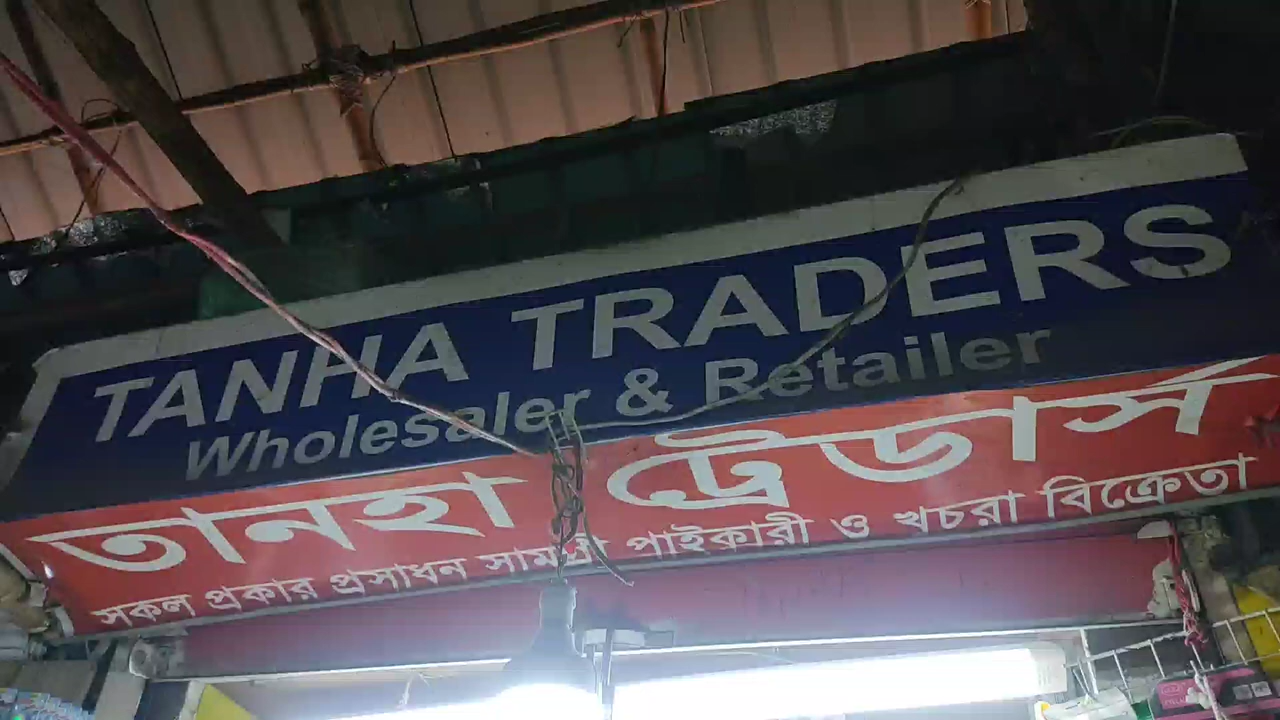 TANHA TRADERS
Wholesaler & Retailer
তানহা ট্রেডার্স
সকল প্রকার প্রসাধন সামগ্রী পাইকারী ও খচরা বিক্রেতা